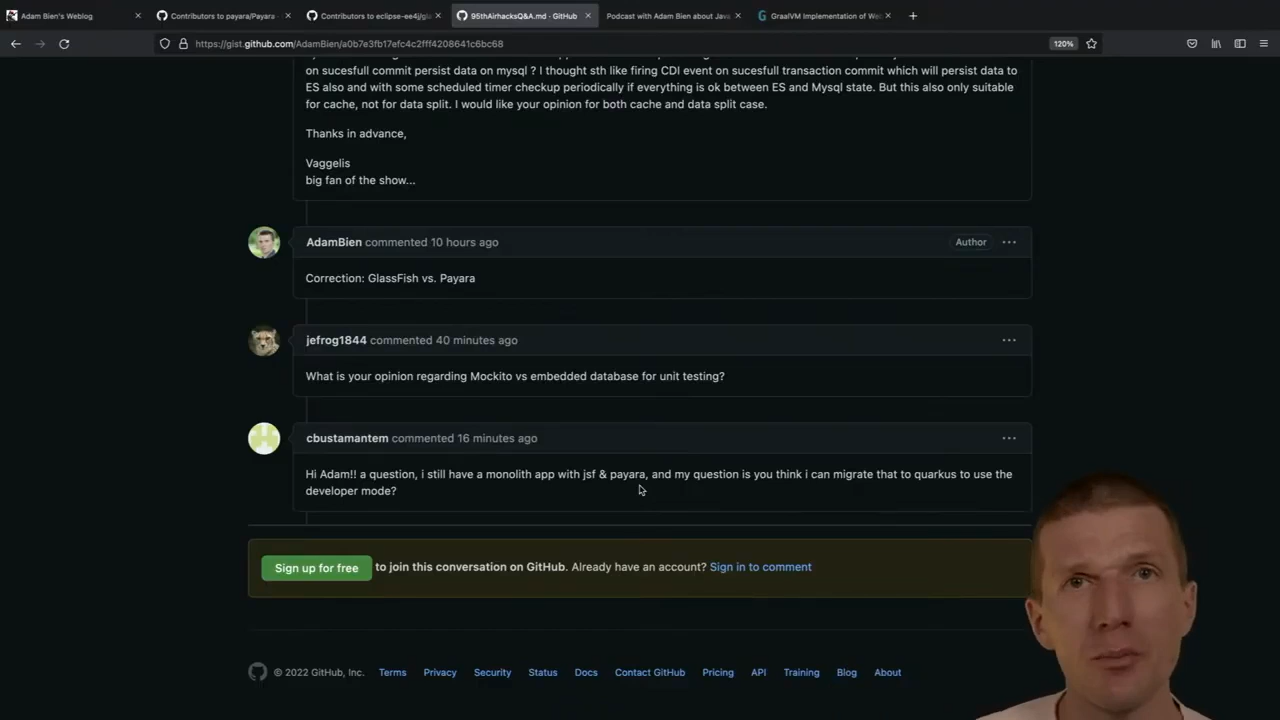 Adam Bien's Weblog
Contributors to payara/Payara ·
Contributors to eclipse-ee4j/gla
95thAirhacksQ&A.md · GitHub
Podcast with Adam Bien about Java
GraalVM Implementation of We
https://gist.github.com/AdamBien/a0b7e3fb17efc4c2fff4208641c6bc68
120%
on sucesfull commit persist data on mysql ? I thought sth like firing CDI event on sucesfull transaction commit which will persist data to
ES also and with some scheduled timer checkup periodically if everything is ok between ES and Mysql state. But this also only suitable
for cache, not for data split. I would like your opinion for both cache and data split case.
Thanks in advance,
Vaggelis
big fan of the show...
AdamBien commented 10 hours ago
Author
Correction: GlassFish vs. Payara
jefrog1844 commented 40 minutes ago
What is your opinion regarding Mockito vs embedded database for unit testing?
cbustamantem commented 16 minutes ago
Hi Adam!! a question, i still have a monolith app with jsf & payara, and my question is you think i can migrate that to quarkus to use the
developer mode?
Sign up for free to join this conversation on GitHub. Already have an account? Sign in to comment
© 2022 GitHub, Inc. Terms Privacy Security Status Docs Contact GitHub Pricing API Training Blog About